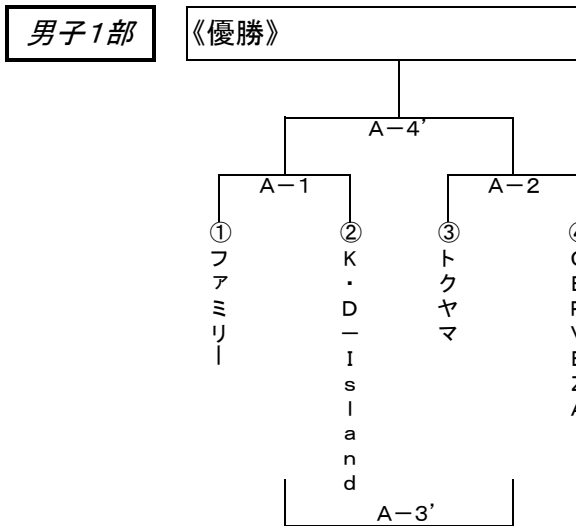 男子1部
《優勝》
A－4’
A－1
A－2
①
ファミリー
②
K・D－Island
③
トクヤマ
A－3’